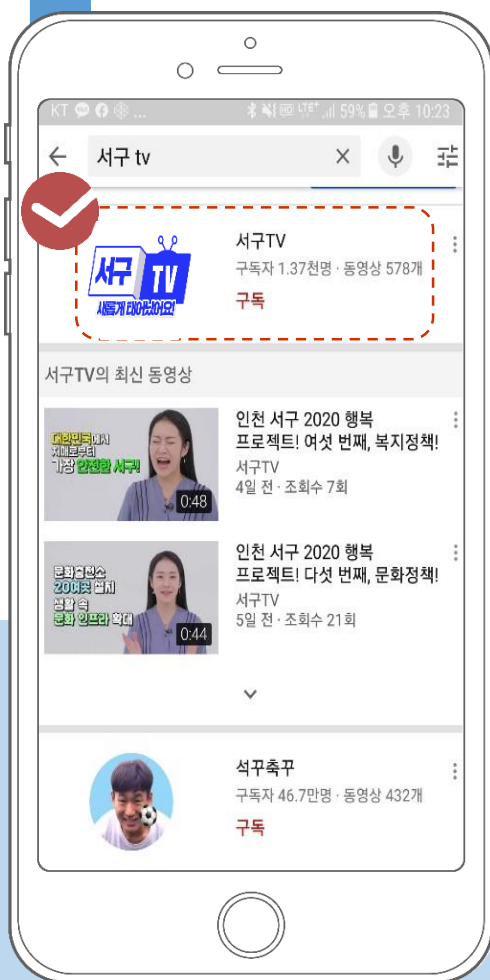 KT
HD LTE+ 59% 오후 10:23
서구 tv
서구 TV
새롭게 태어났어요!
서구TV
구독자 1.37천명 · 동영상 578개
구독
서구TV의 최신 동영상
대한민국에서
치매로부터
가장 안전한 서구!
0:48
인천 서구 2020 행복
프로젝트! 여섯 번째, 복지정책!
서구TV
4일 전 · 조회수 7회
문화충전소
20여곳 설치
생활 속
문화 인프라 확대
0:44
인천 서구 2020 행복
프로젝트! 다섯 번째, 문화정책!
서구TV
5일 전 · 조회수 21회
석꾸축꾸
구독자 46.7만명 · 동영상 432개
구독